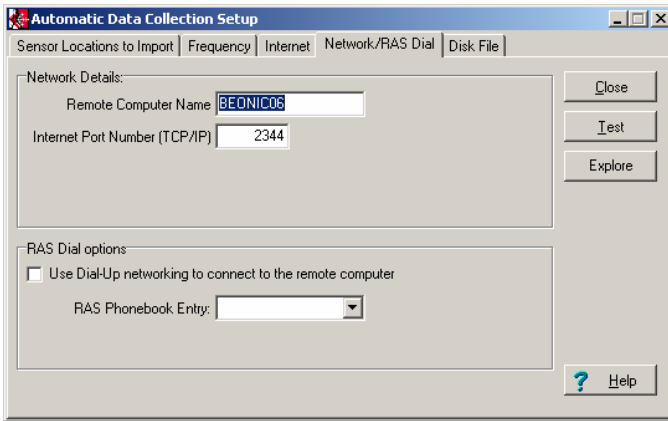 Automatic Data Collection Setup
Sensor Locations to Import Frequency Internet Network/RAS Dial Disk File
Network Details:
Remote Computer Name BEONIC06
Internet Port Number (TCP/IP) 2344
Close
Test
Explore
RAS Dial options
Use Dial-Up networking to connect to the remote computer
RAS Phonebook Entry:
? Help